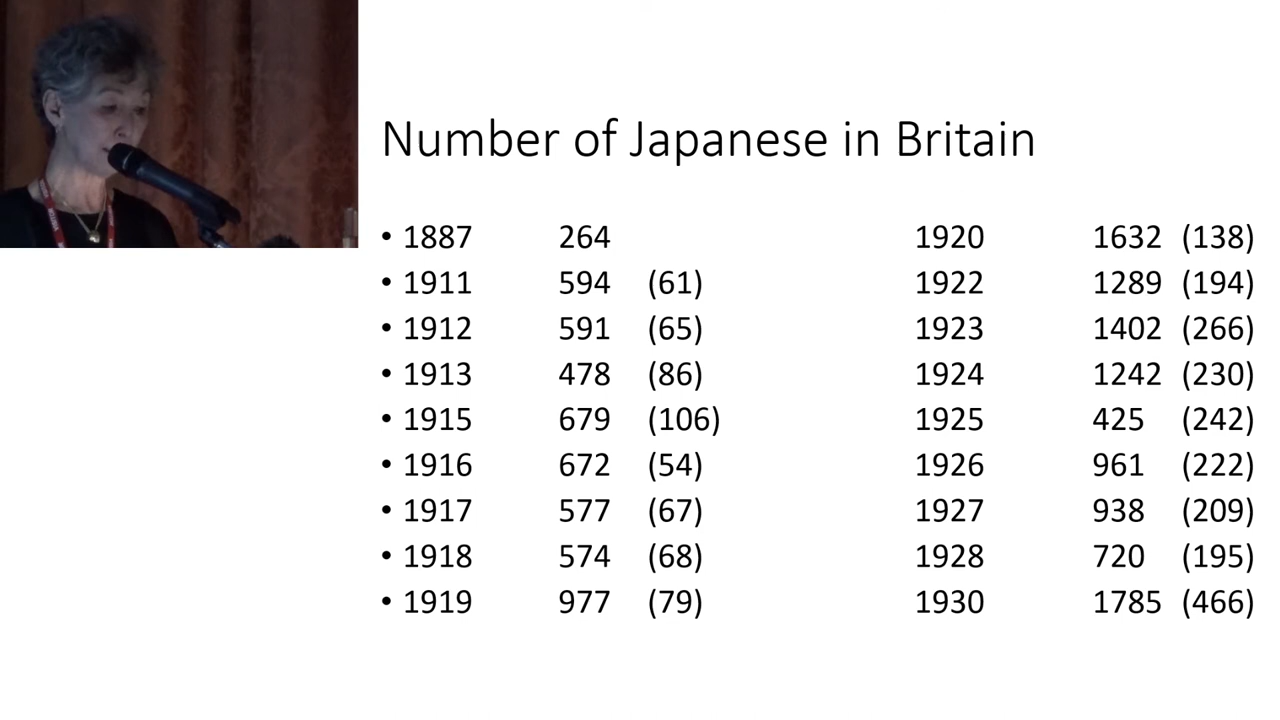 Number of Japanese in Britain
• 1887 264 1920 1632 (138)
• 1911 594 (61) 1922 1289 (194)
• 1912 591 (65) 1923 1402 (266)
• 1913 478 (86) 1924 1242 (230)
• 1915 679 (106) 1925 425 (242)
• 1916 672 (54) 1926 961 (222)
• 1917 577 (67) 1927 938 (209)
• 1918 574 (68) 1928 720 (195)
• 1919 977 (79) 1930 1785 (466)